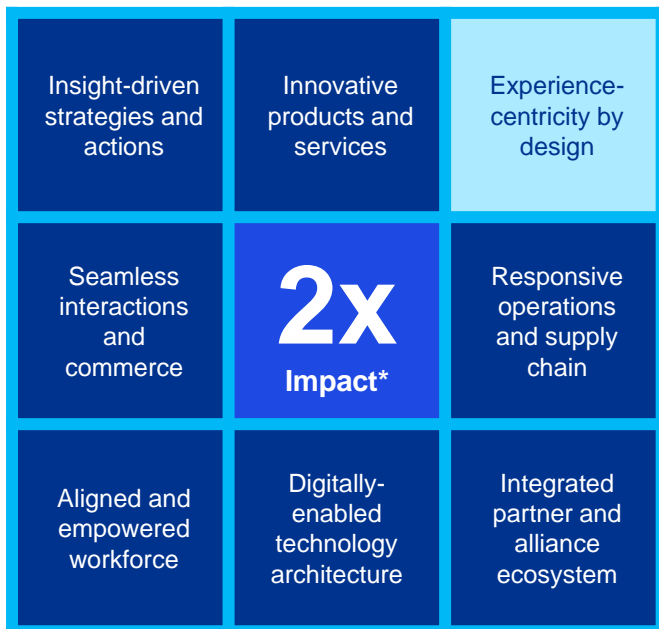 Insight-driven
strategies and
actions
Innovative
products and
services
Experience-
centricity by
design
Seamless
interactions
and
commerce
2x
Impact*
Responsive
operations
and supply
chain
Aligned and
empowered
workforce
Digitally-
enabled
technology
architecture
Integrated
partner and
alliance
ecosystem